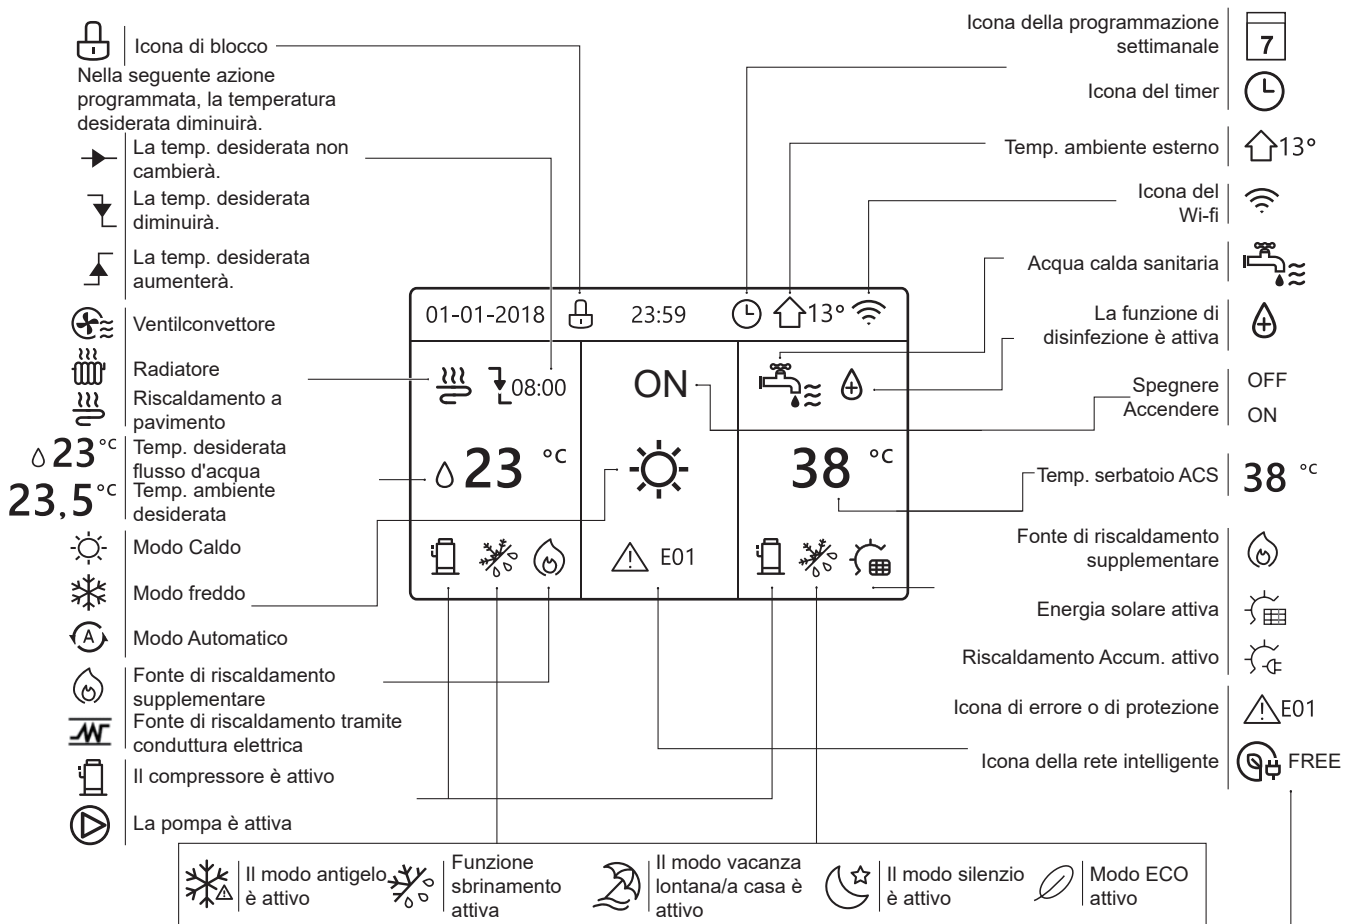 Icona di blocco
Nella seguente azione
programmata, la temperatura
desiderata diminuirà.
La temp. desiderata non
cambierà.
La temp. desiderata
diminuirà.
La temp. desiderata
aumenterà.
Ventilconvettore
Radiatore
Riscaldamento a
pavimento
23°C
Temp. desiderata
flusso d'acqua
23,5°C
Temp. ambiente
desiderata
Modo Caldo
Modo freddo
A
Modo Automatico
Fonte di riscaldamento
supplementare
Fonte di riscaldamento tramite
conduttura elettrica
Il compressore è attivo
La pompa è attiva
01-01-2018
23:59
13°
08:00
ON
23 °C
38 °C
E01
Icona della programmazione
settimanale
7
Icona del timer
Temp. ambiente esterno
13°
Icona del
Wi-fi
Acqua calda sanitaria
La funzione di
disinfezione è attiva
Spegnere
OFF
Accendere
ON
Temp. serbatoio ACS
38 °C
Fonte di riscaldamento
supplementare
Energia solare attiva
Riscaldamento Accum. attivo
Icona di errore o di protezione
E01
Icona della rete intelligente
FREE
Il modo antigelo
è attivo
Funzione
sbrinamento
attiva
Il modo vacanza
lontana/a casa è
attivo
Il modo silenzio
è attivo
Modo ECO
attivo